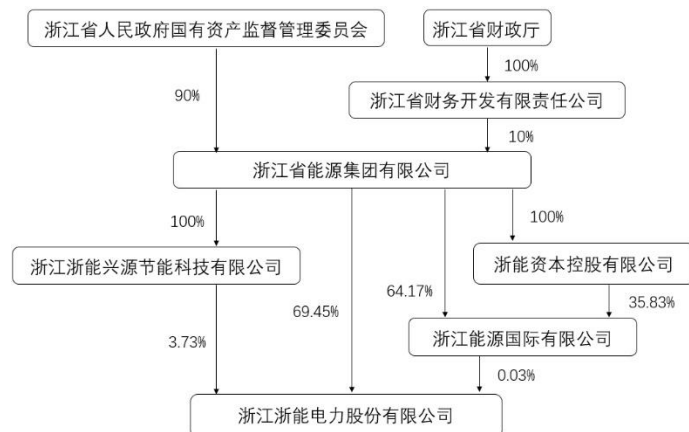 浙江省人民政府国有资产监督管理委员会
浙江省财政厅
100%
90%
浙江省财务开发有限责任公司
10%
浙江省能源集团有限公司
100%
100%
浙江浙能兴源节能科技有限公司
浙能资本控股有限公司
64.17%
69.45%
35.83%
3.73%
浙江能源国际有限公司
0.03%
浙江浙能电力股份有限公司